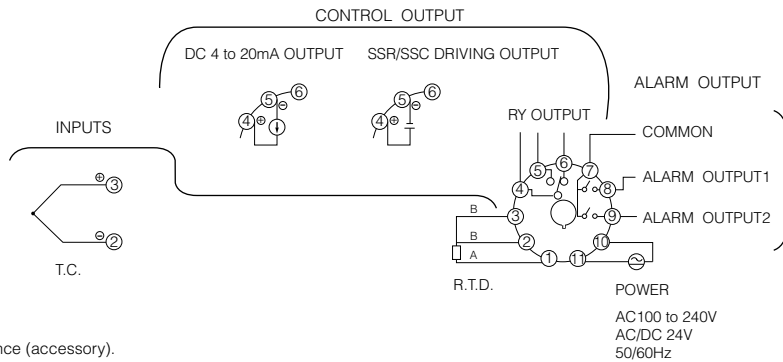 CONTROL OUTPUT
DC 4 to 20mA OUTPUT
SSR/SSC DRIVING OUTPUT
ALARM OUTPUT
4 5 6
⊕ ⊖
4 5 6
⊕ ⊖
RY OUTPUT
INPUTS
COMMON
ALARM OUTPUT1
ALARM OUTPUT2
⊕ 3
⊖ 2
T.C.
B
B
A
1 2 3 4 5 6 7 8 9 10 11
R.T.D.
POWER
AC100 to 240V
AC/DC 24V
50/60Hz
nce (accessory).